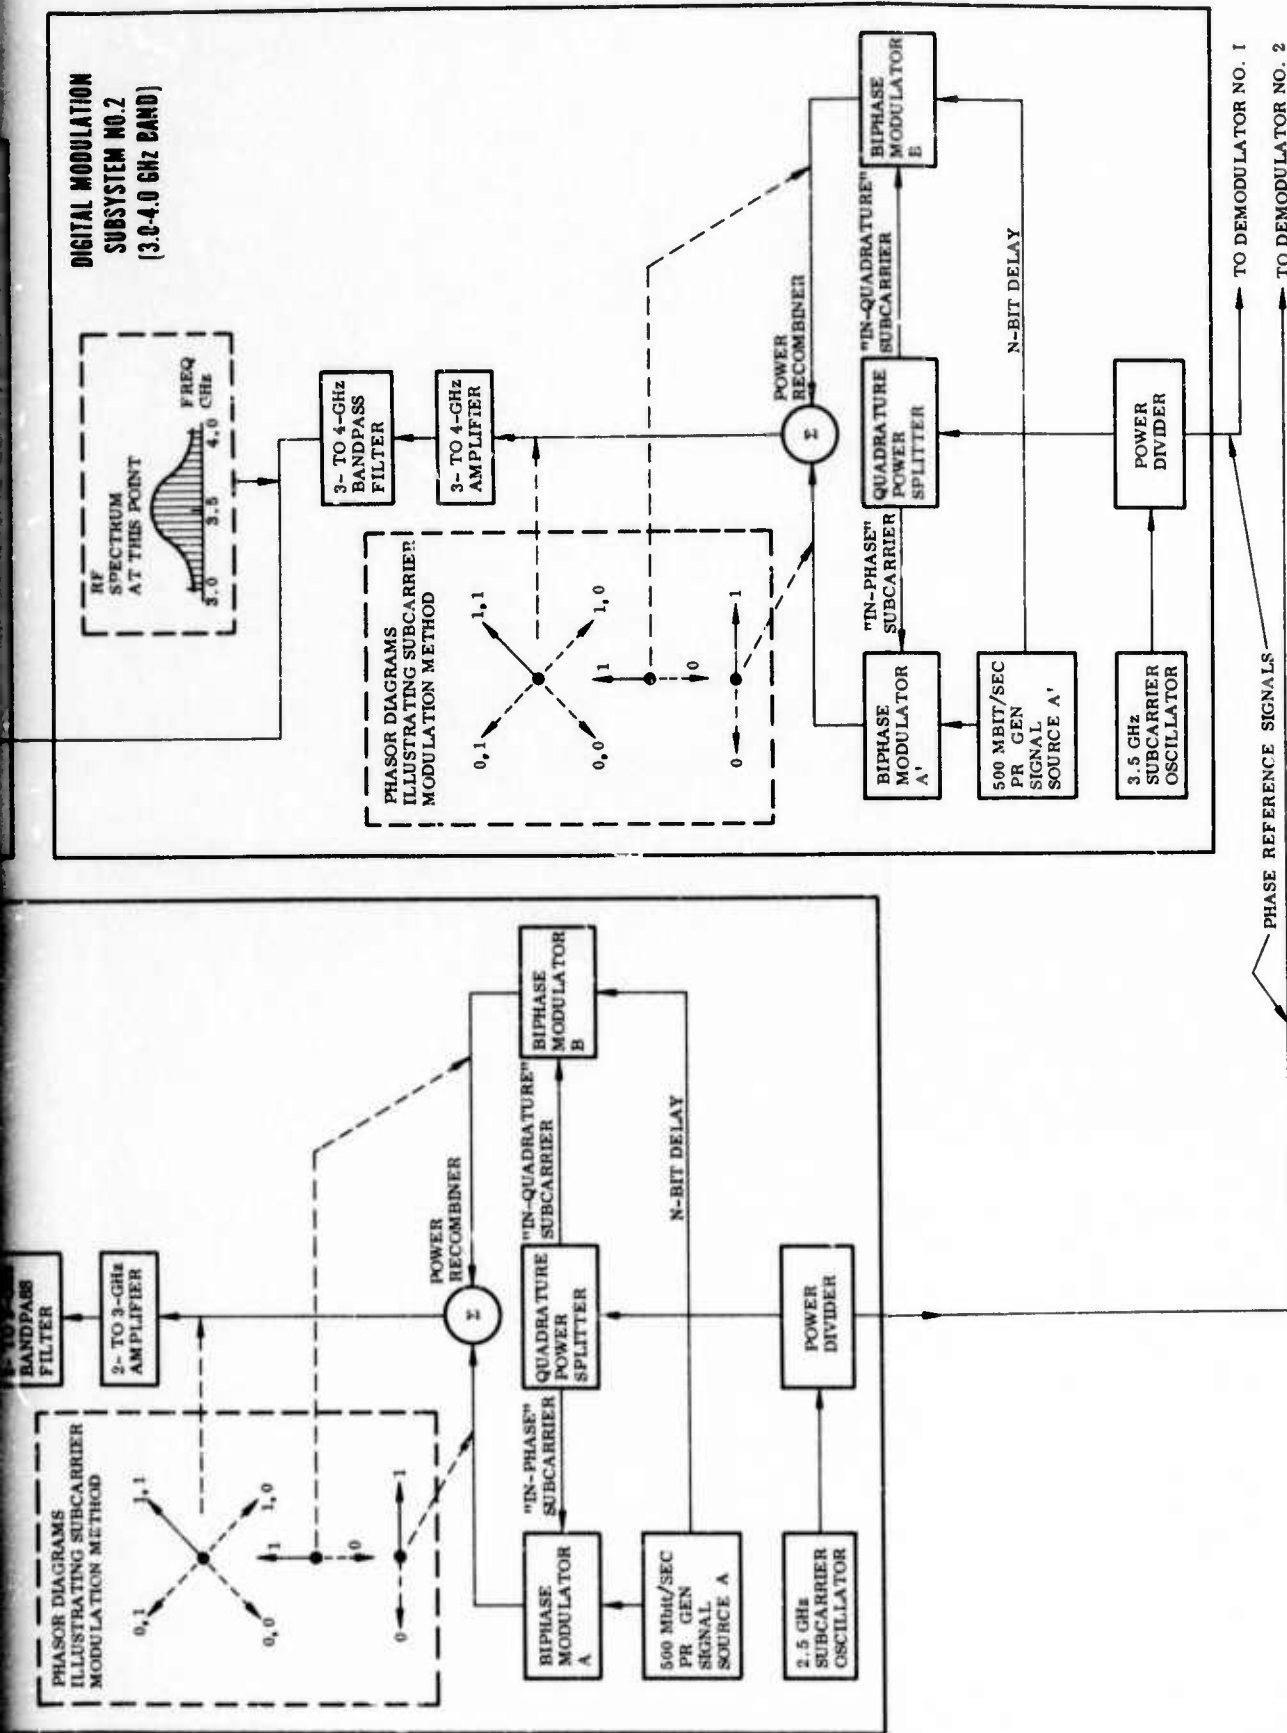 DIGITAL MODULATION
SUBSYSTEM NO.2
[3.0-4.0 GHz BAND]
RF
SPECTRUM
AT THIS POINT
FREQ
GHz
3.0
3.5
4.0
3- TO 4-GHz
BANDPASS
FILTER
3- TO 4-GHz
AMPLIFIER
PHASOR DIAGRAMS
ILLUSTRATING SUBCARRIER
MODULATION METHOD
0,1
1,1
0,0
1,0
1
0
0
1
POWER
RECOMBINER
Σ
BIPHASE
MODULATOR
A'
"IN-PHASE"
SUBCARRIER
QUADRATURE
POWER
SPLITTER
"IN-QUADRATURE"
SUBCARRIER
BIPHASE
MODULATOR
B
500 MBIT/SEC
PR GEN
SIGNAL
SOURCE A'
N-BIT DELAY
3.5 GHz
SUBCARRIER
OSCILLATOR
POWER
DIVIDER
PHASE REFERENCE SIGNALS
TO DEMODULATOR NO. 1
TO DEMODULATOR NO. 2
BANDPASS
FILTER
2- TO 3-GHz
AMPLIFIER
PHASOR DIAGRAMS
ILLUSTRATING SUBCARRIER
MODULATION METHOD
0,1
1,1
0,0
1,0
1
0
0
1
POWER
RECOMBINER
Σ
BIPHASE
MODULATOR
A
"IN-PHASE"
SUBCARRIER
QUADRATURE
POWER
SPLITTER
"IN-QUADRATURE"
SUBCARRIER
BIPHASE
MODULATOR
B
500 Mbit/SEC
PR GEN
SIGNAL
SOURCE A
N-BIT DELAY
2.5 GHz
SUBCARRIER
OSCILLATOR
POWER
DIVIDER